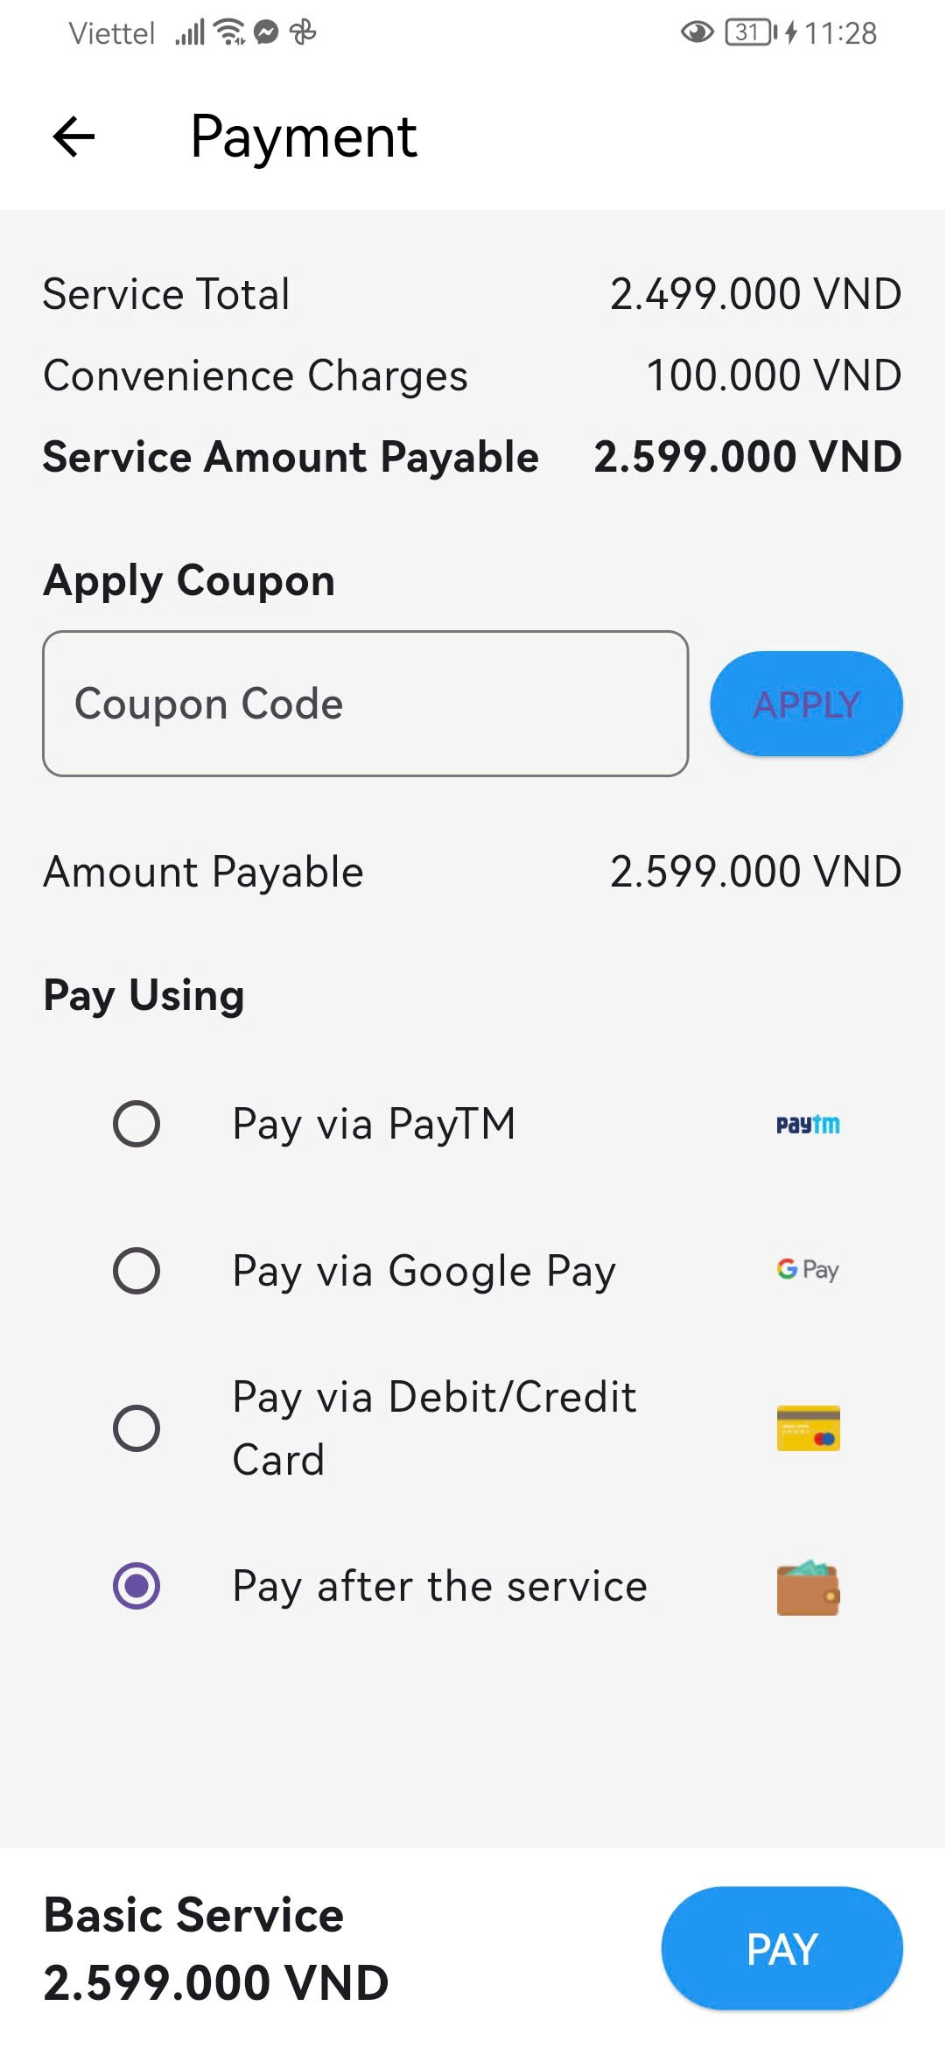 Viettel 31 11:28
Payment
Service Total 2.499.000 VND
Convenience Charges 100.000 VND
Service Amount Payable 2.599.000 VND
Apply Coupon
Coupon Code APPLY
Amount Payable 2.599.000 VND
Pay Using
Pay via PayTM paytm
Pay via Google Pay G Pay
Pay via Debit/Credit
Card
Pay after the service
Basic Service
2.599.000 VND PAY